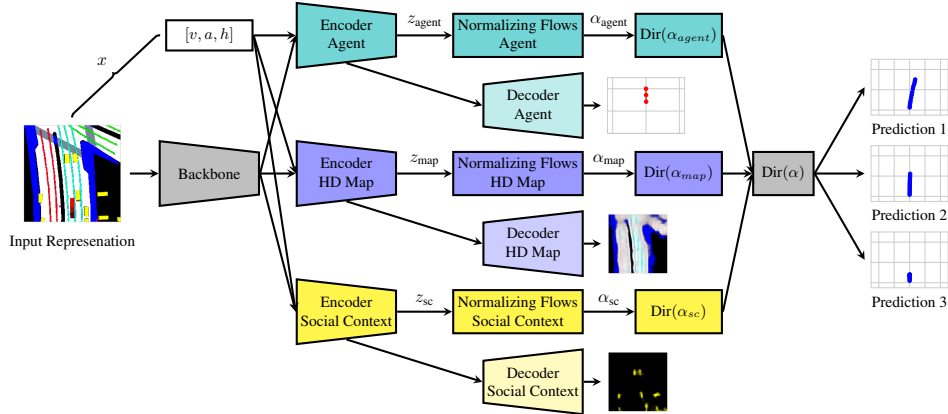 x
[v, a, h]
Input Represenation
Backbone
Encoder
Agent
z_agent
Normalizing Flows
Agent
α_agent
Dir(α_agent)
Decoder
Agent
Encoder
HD Map
z_map
Normalizing Flows
HD Map
α_map
Dir(α_map)
Decoder
HD Map
Encoder
Social Context
z_sc
Normalizing Flows
Social Context
α_sc
Dir(α_sc)
Decoder
Social Context
Dir(α)
Prediction 1
Prediction 2
Prediction 3